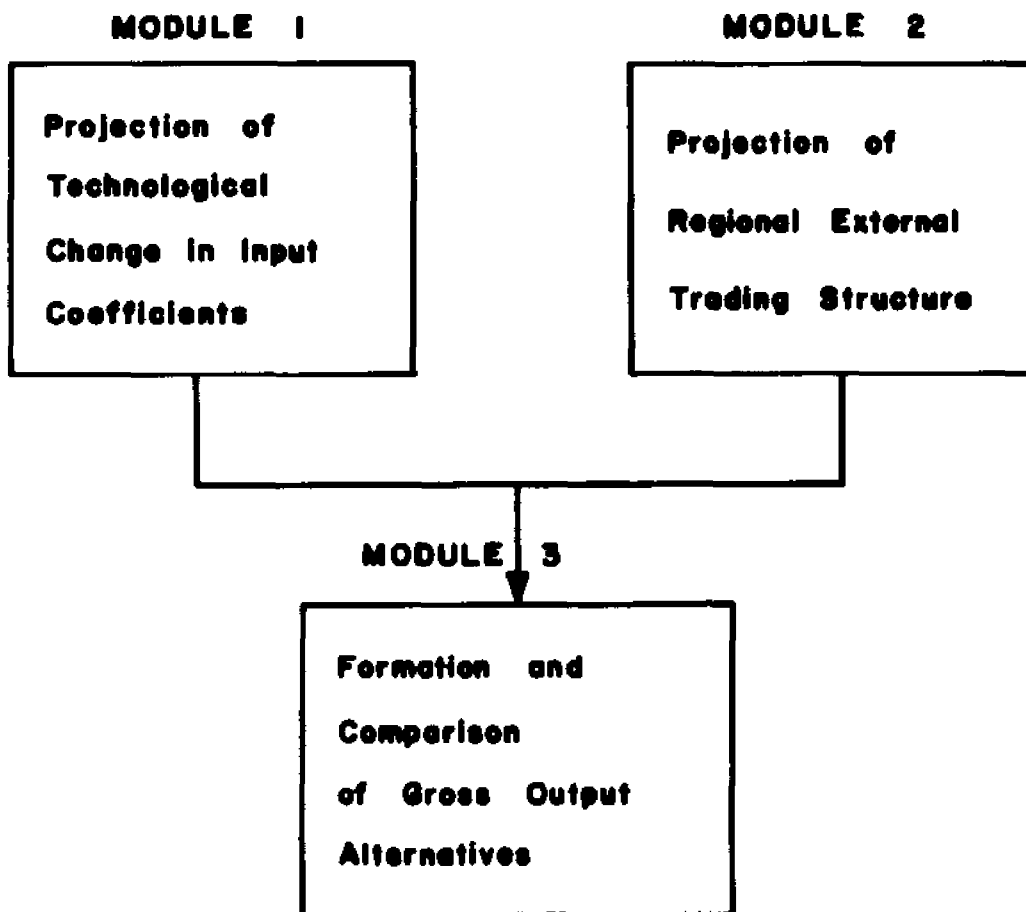 MODULE 1
Projection of
Technological
Change in Input
Coefficients
MODULE 2
Projection of
Regional External
Trading Structure
MODULE 3
Formation and
Comparison
of Gross Output
Alternatives